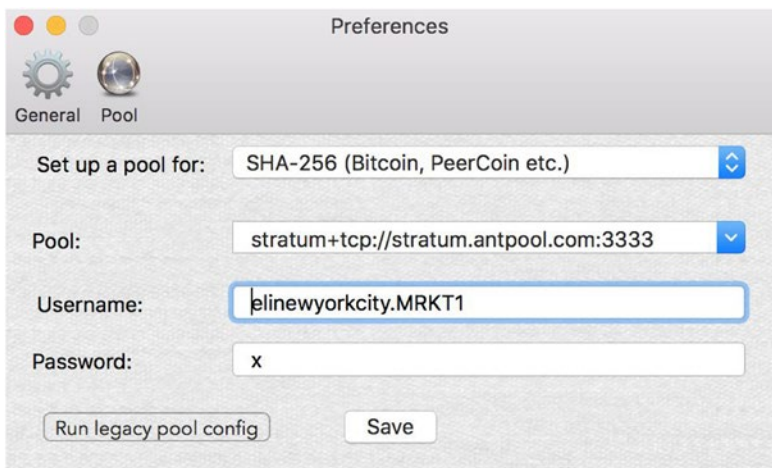 Preferences
General Pool
Set up a pool for: SHA-256 (Bitcoin, PeerCoin etc.)
Pool: stratum+tcp://stratum.antpool.com:3333
Username: elinewyorkcity.MRKT1
Password: x
Run legacy pool config Save